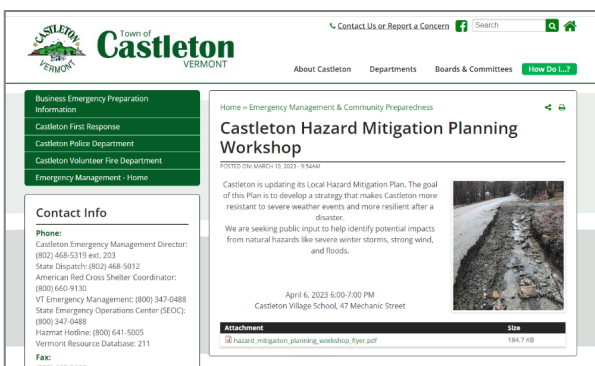 CASTLETON
VERMONT
Town of
Castleton
VERMONT
Contact Us or Report a Concern
Search
About Castleton
Departments
Boards & Committees
How Do I...?
Business Emergency Preparation
Information
Castleton First Response
Castleton Police Department
Castleton Volunteer Fire Department
Emergency Management - Home
Contact Info
Phone:
Castleton Emergency Management Director:
(802) 468-5319 ext. 203
State Dispatch: (802) 468-5012
American Red Cross Shelter Coordinator:
(800) 660-9130
VT Emergency Management: (800) 347-0488
State Emergency Operations Center (SEOC):
(800) 347-0488
Hazmat Hotline: (800) 641-5005
Vermont Resource Database: 211
Fax:
Home » Emergency Management & Community Preparedness
Castleton Hazard Mitigation Planning
Workshop
POSTED ON: MARCH 10, 2023 - 9:54AM
Castleton is updating its Local Hazard Mitigation Plan. The goal
of this Plan is to develop a strategy that makes Castleton more
resistant to severe weather events and more resilient after a
disaster.
We are seeking public input to help identify potential impacts
from natural hazards like severe winter storms, strong wind,
and floods.
April 6, 2023 6:00-7:00 PM
Castleton Village School, 47 Mechanic Street
Attachment Size
hazard_mitigaiton_planning_workshop_flyer.pdf 184.7 KB